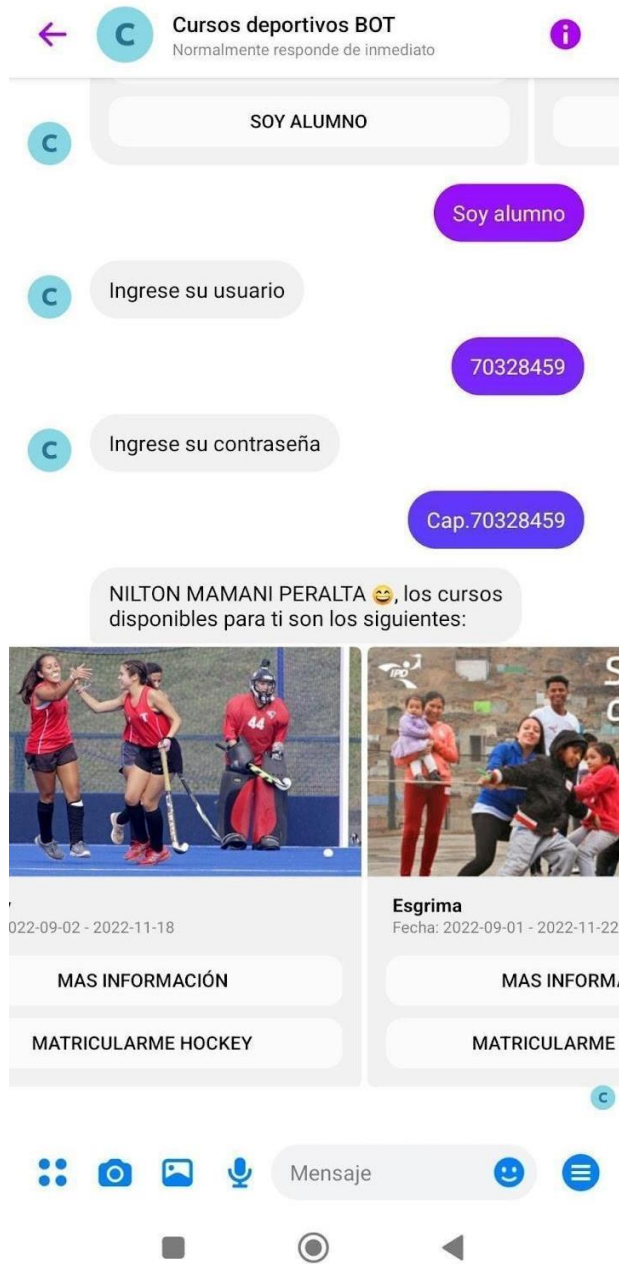 C
Cursos deportivos BOT
Normalmente responde de inmediato
SOY ALUMNO
C
Soy alumno
C
Ingrese su usuario
70328459
C
Ingrese su contraseña
Cap.70328459
NILTON MAMANI PERALTA 😄, los cursos
disponibles para ti son los siguientes:
44
IPD
022-09-02 - 2022-11-18
MAS INFORMACIÓN
MATRICULARME HOCKEY
Esgrima
Fecha: 2022-09-01 - 2022-11-22
MAS INFORMA
MATRICULARME
C
Mensaje